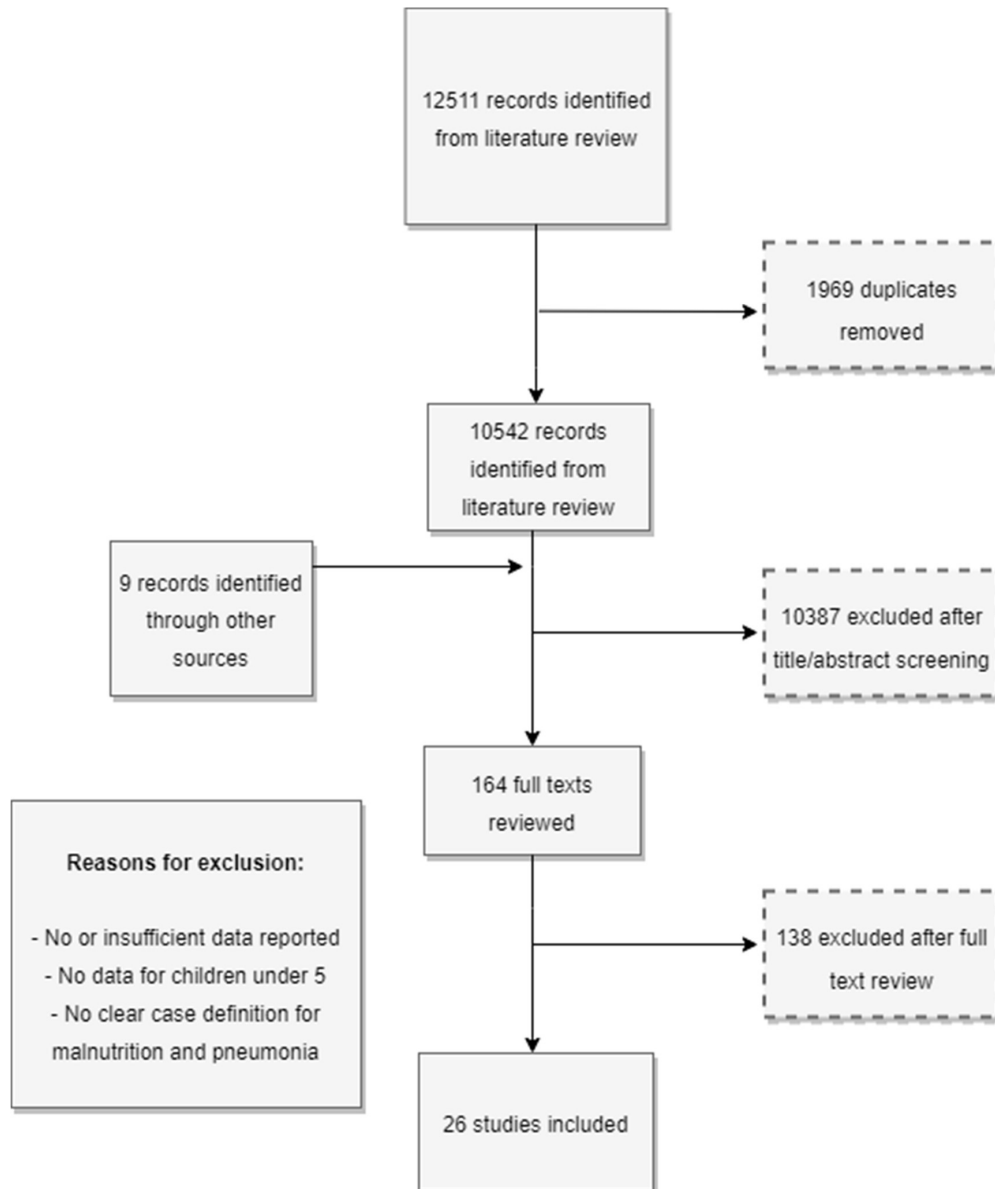 12511 records identified
from literature review
1969 duplicates
removed
10542 records
identified from
literature review
9 records identified
through other
sources
10387 excluded after
title/abstract screening
164 full texts
reviewed
Reasons for exclusion:
- No or insufficient data reported
- No data for children under 5
- No clear case definition for
malnutrition and pneumonia
138 excluded after full
text review
26 studies included